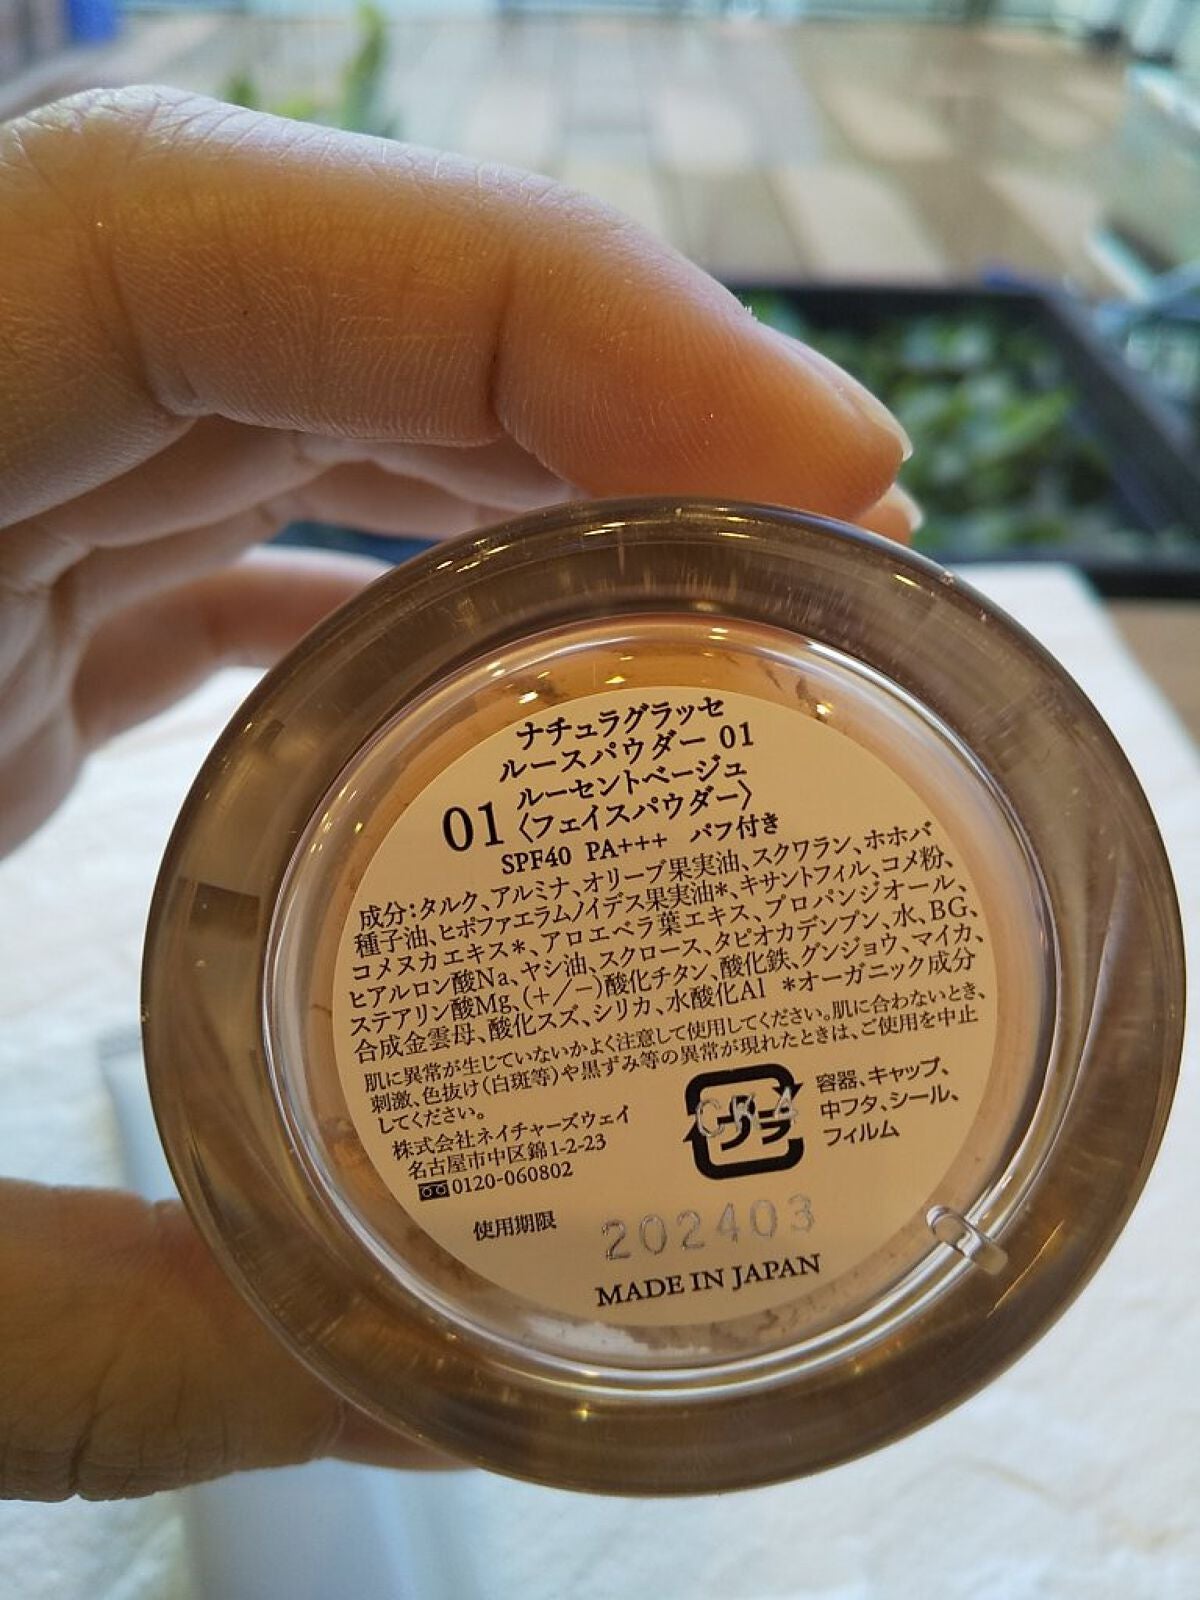 ナチュラグラッセ
ルースパウダー 01
01 ルーセントベージュ
〈フェイスパウダー〉
SPF40 PA+++ パフ付き
成分:タルク、アルミナ、オリーブ果実油、スクワラン、ホホバ
種子油、ヒポファエラムノイデス果実油*、キサントフィル、コメ粉、
コメヌカエキス*、アロエベラ葉エキス、プロパンジオール、
ヒアルロン酸Na、ヤシ油、スクロース、タピオカデンプン、水、BG、
ステアリン酸Mg、(+/−)酸化チタン、酸化鉄、グンジョウ、マイカ、
合成金雲母、酸化スズ、シリカ、水酸化Al *オーガニック成分
肌に異常が生じていないかよく注意して使用してください。肌に合わないとき、
刺激、色抜け(白斑等)や黒ずみ等の異常が現れたときは、ご使用を中止
してください。
株式会社ネイチャーズウェイ
名古屋市中区錦1-2-23
0120-060802
プラ
容器、キャップ、
中フタ、シール、
フィルム
使用期限 202403
MADE IN JAPAN